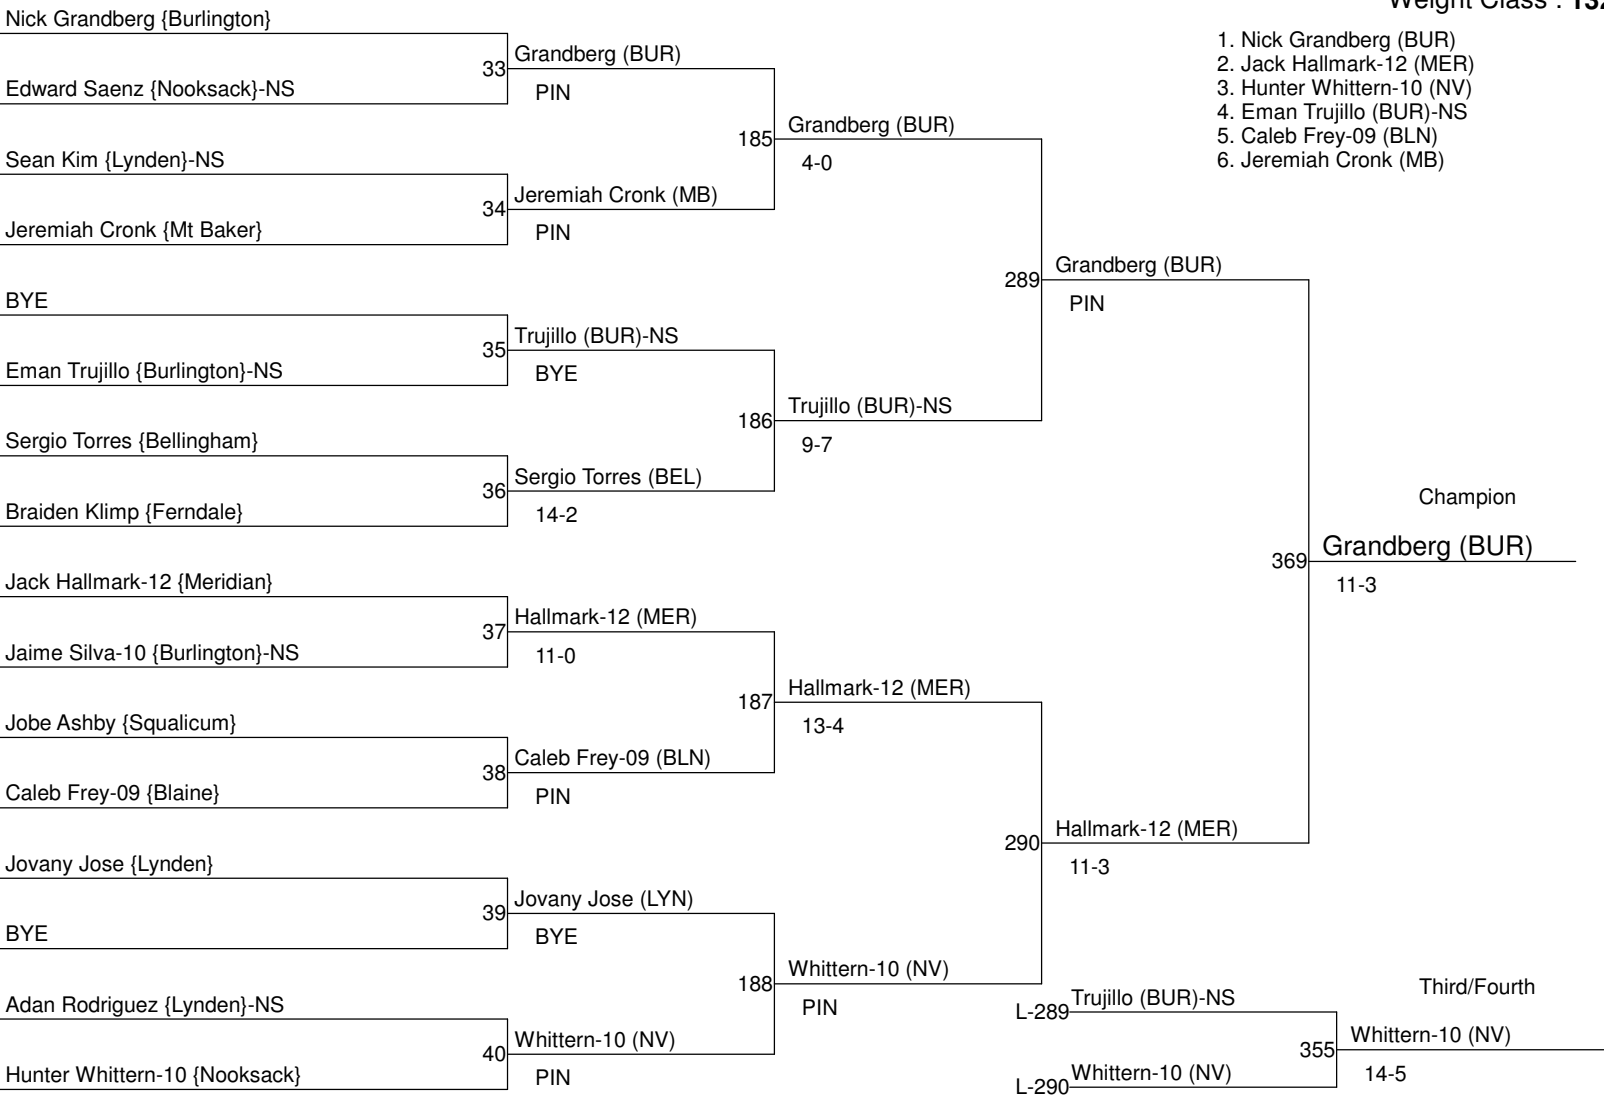 Weight Class :
1. Nick Grandberg (BUR)
2. Jack Hallmark-12 (MER)
3. Hunter Whittern-10 (NV)
4. Eman Trujillo (BUR)-NS
5. Caleb Frey-09 (BLN)
6. Jeremiah Cronk (MB)
Nick Grandberg {Burlington}
33
Edward Saenz {Nooksack}-NS
Grandberg (BUR)
PIN
Sean Kim {Lynden}-NS
34
Jeremiah Cronk {Mt Baker}
Jeremiah Cronk (MB)
PIN
185
Grandberg (BUR)
4-0
BYE
35
Eman Trujillo {Burlington}-NS
Trujillo (BUR)-NS
BYE
Sergio Torres {Bellingham}
36
Braiden Klimp {Ferndale}
Sergio Torres (BEL)
14-2
186
Trujillo (BUR)-NS
9-7
289
Grandberg (BUR)
PIN
Jack Hallmark-12 {Meridian}
37
Jaime Silva-10 {Burlington}-NS
Hallmark-12 (MER)
11-0
Jobe Ashby {Squalicum}
38
Caleb Frey-09 {Blaine}
Caleb Frey-09 (BLN)
PIN
187
Hallmark-12 (MER)
13-4
Jovany Jose {Lynden}
39
BYE
Jovany Jose (LYN)
BYE
Adan Rodriguez {Lynden}-NS
40
Hunter Whittern-10 {Nooksack}
Whittern-10 (NV)
PIN
188
Whittern-10 (NV)
PIN
290
Hallmark-12 (MER)
11-3
Champion
369
Grandberg (BUR)
11-3
Third/Fourth
L-289
Trujillo (BUR)-NS
L-290
Whittern-10 (NV)
355
Whittern-10 (NV)
14-5